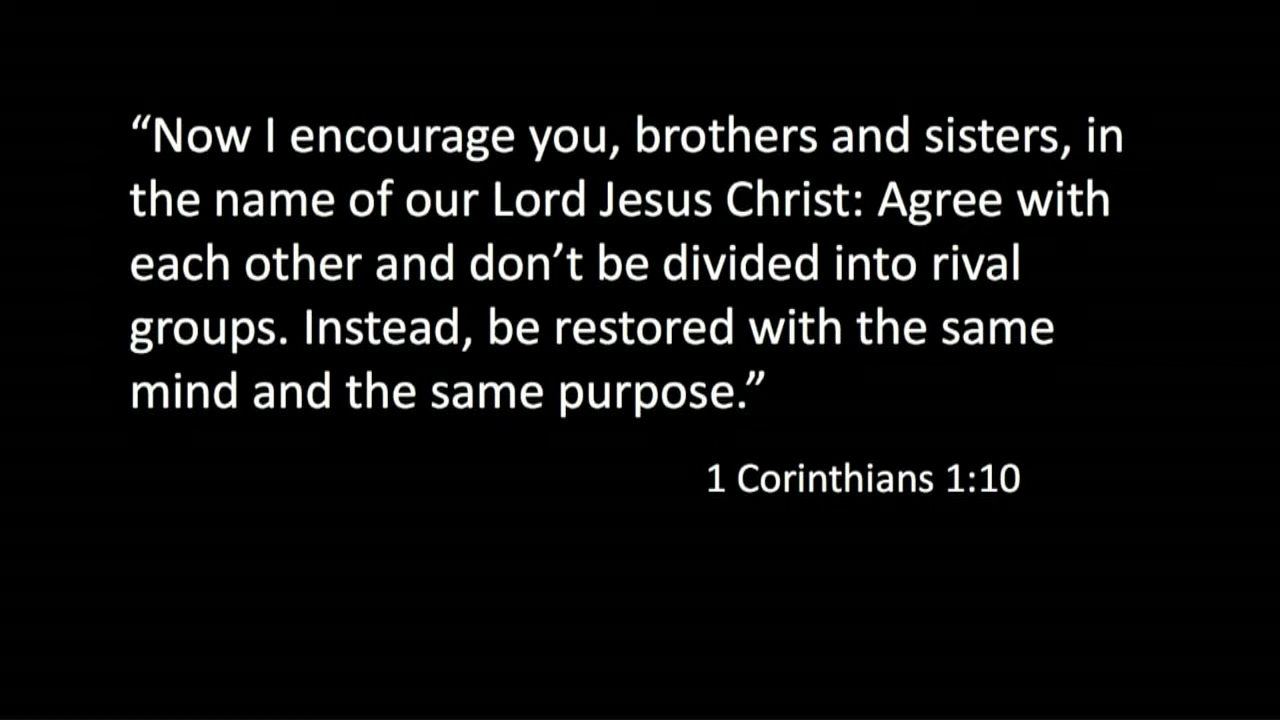 “Now I encourage you, brothers and sisters, in
the name of our Lord Jesus Christ: Agree with
each other and don’t be divided into rival
groups. Instead, be restored with the same
mind and the same purpose.”
1 Corinthians 1:10